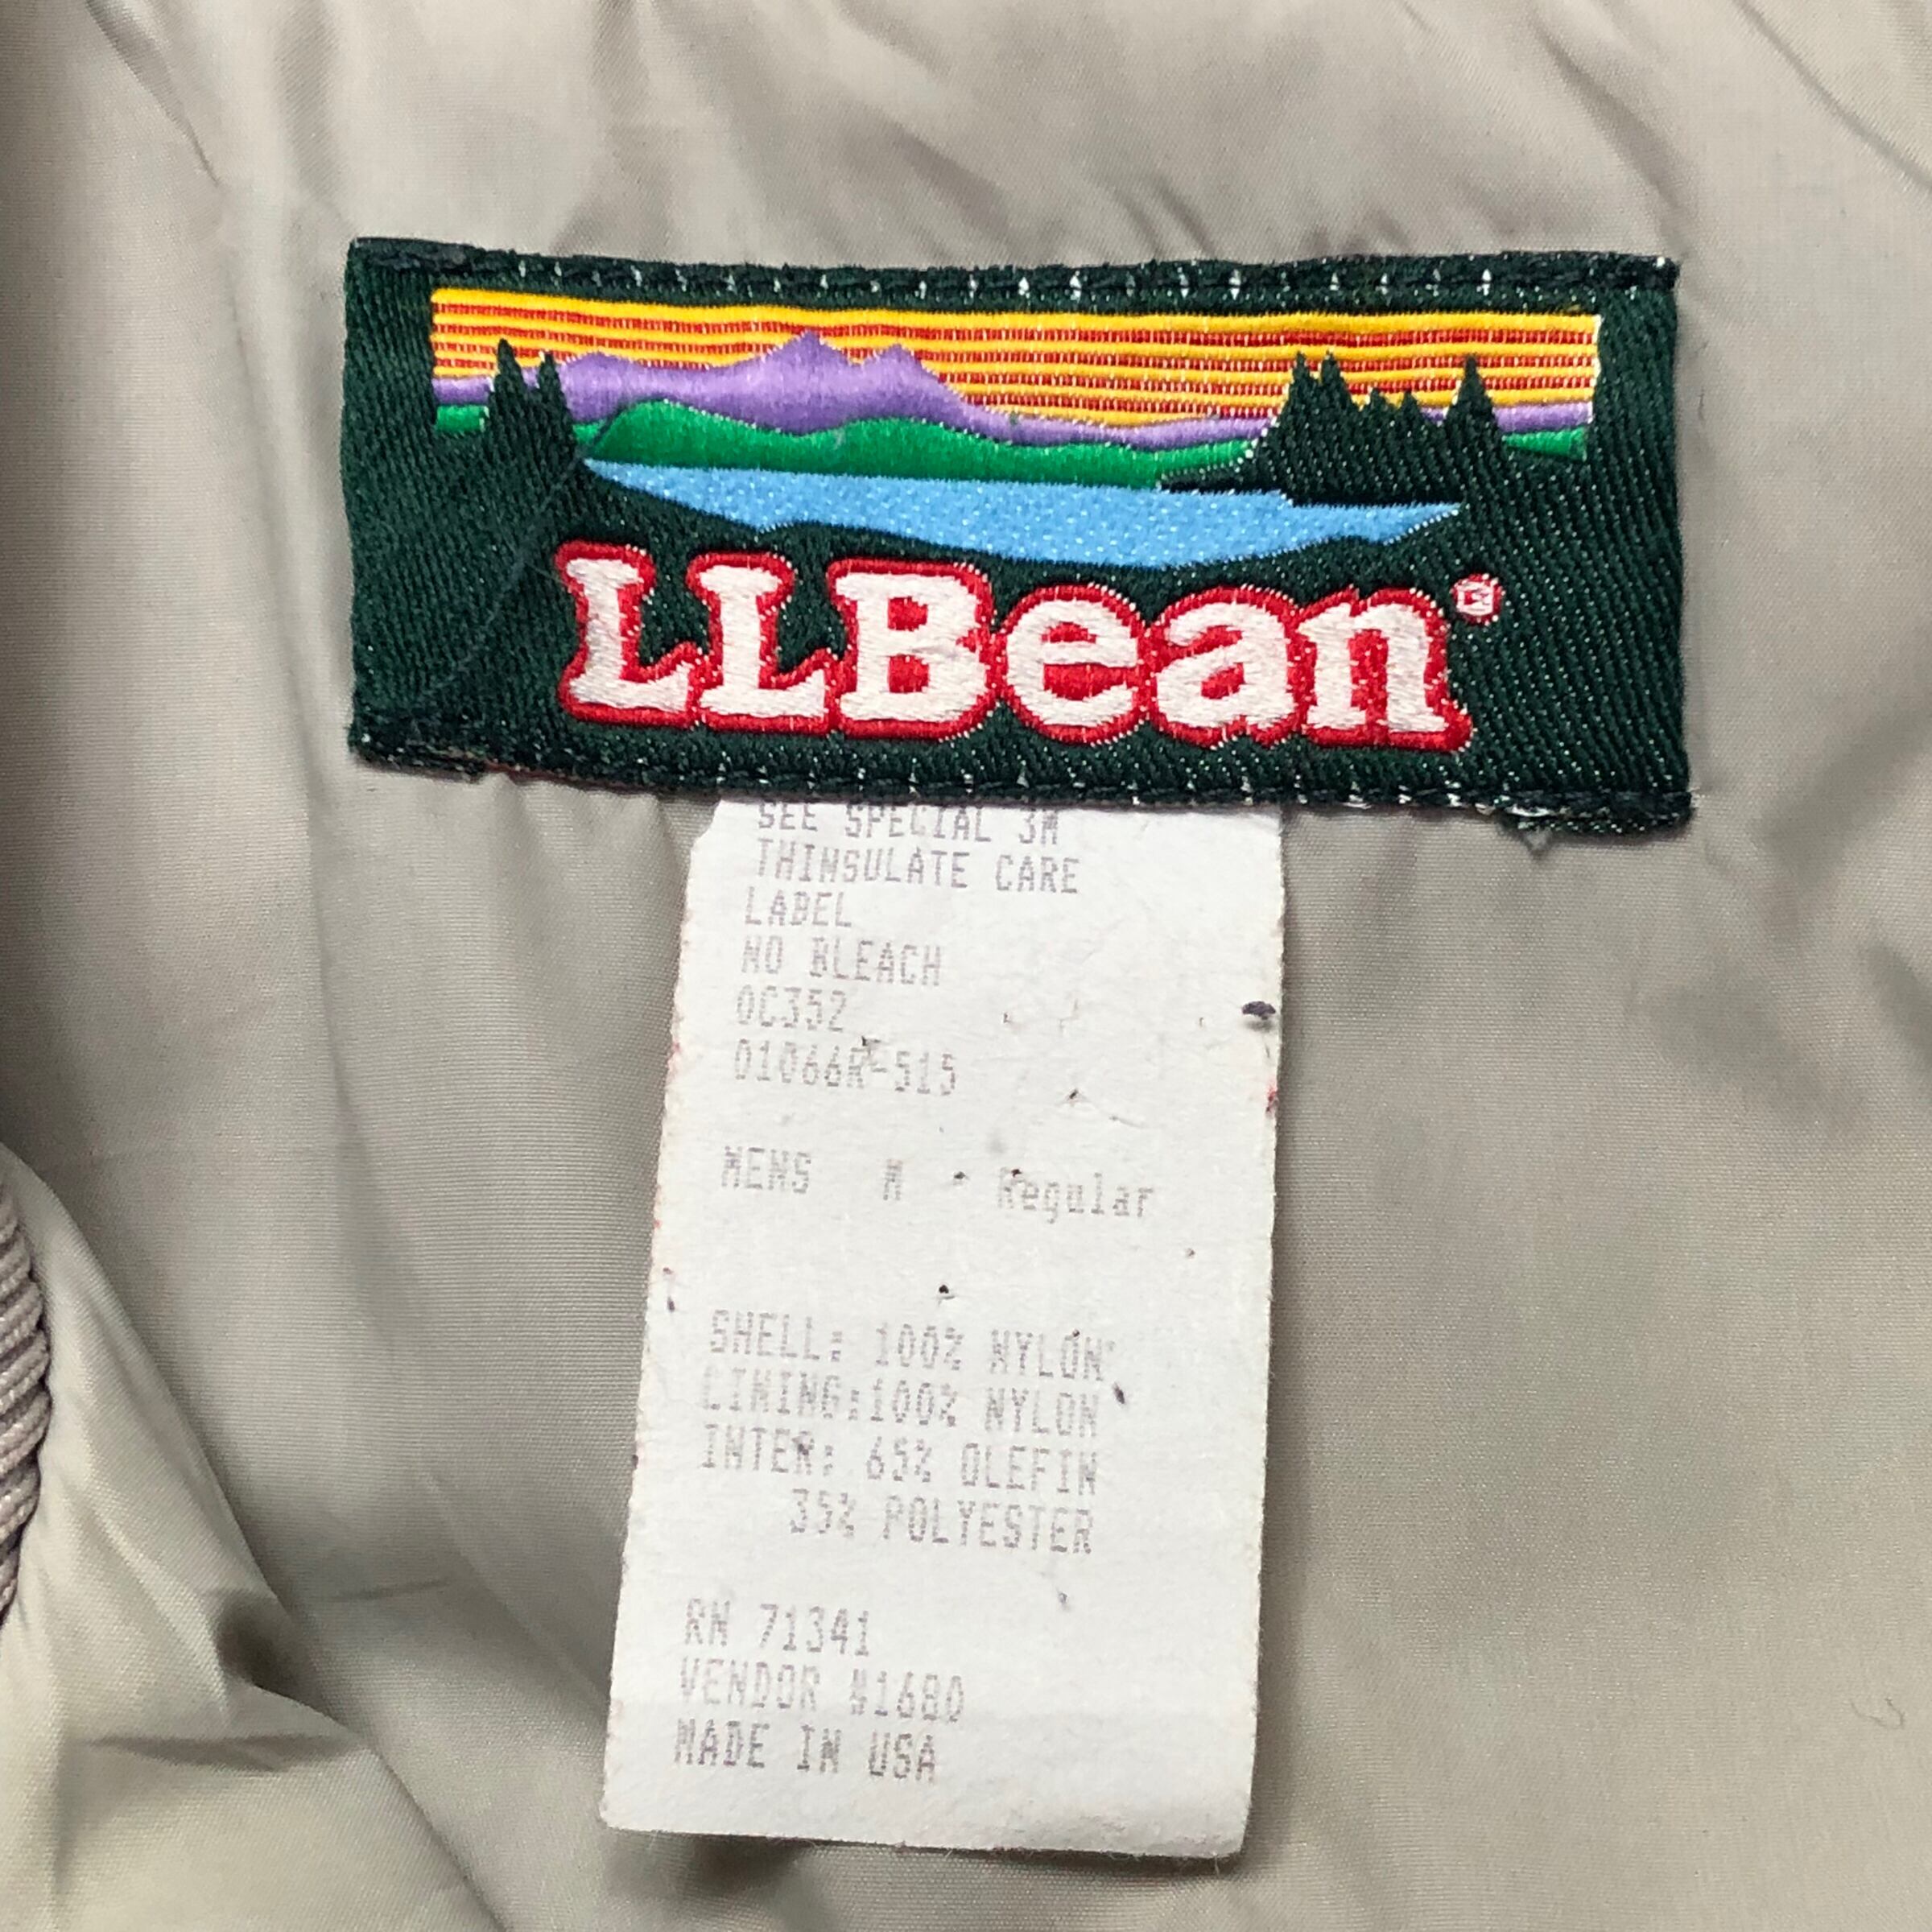 LLBean®
SEE SPECIAL 3M
THINSULATE CARE
LABEL
NO BLEACH
0C352
01066R-515
MENS M Regular
SHELL: 100% NYLON
LINING:100% NYLON
INTER: 65% OLEFIN
35% POLYESTER
RN 71341
VENDOR #1680
MADE IN USA